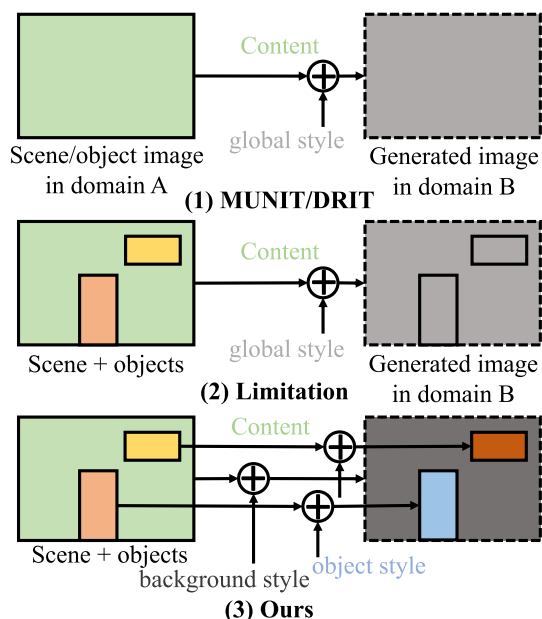 Content
global style
Scene/object image
in domain A
Generated image
in domain B
(1) MUNIT/DRIT
Content
global style
Scene + objects
Generated image
in domain B
(2) Limitation
Content
Scene + objects
background style
object style
(3) Ours